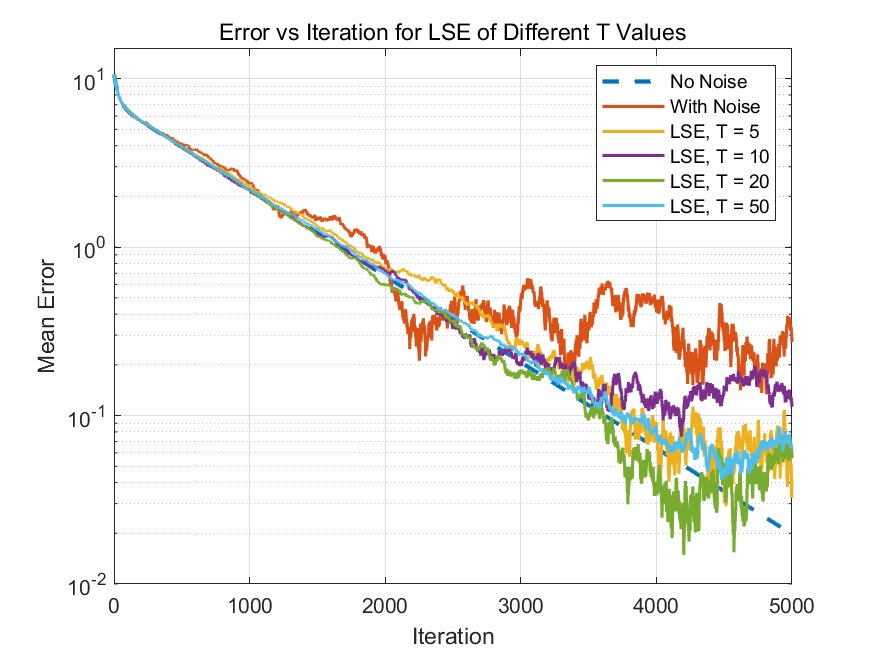 Error vs Iteration for LSE of Different T Values
No Noise
With Noise
LSE, T = 5
LSE, T = 10
LSE, T = 20
LSE, T = 50
Mean Error
10^1
10^0
10^-1
10^-2
0 1000 2000 3000 4000 5000
Iteration